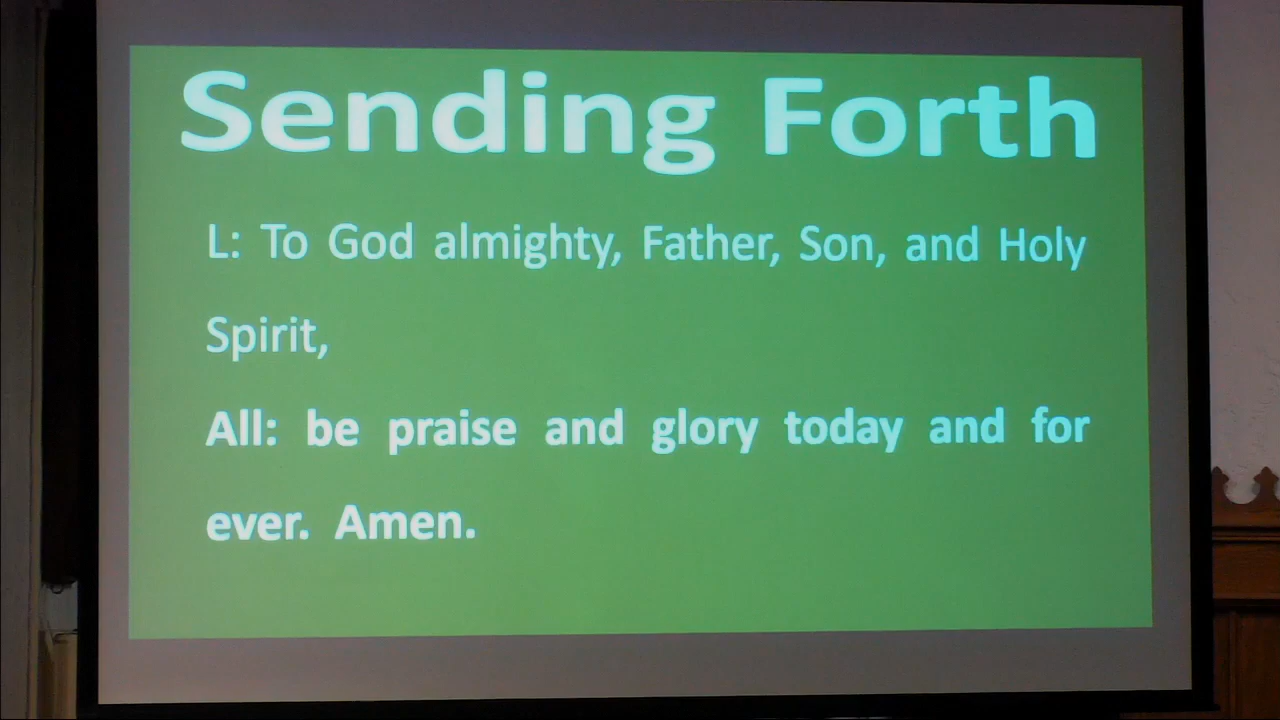 Sending Forth
L: To God almighty, Father, Son, and Holy
Spirit,
All: be praise and glory today and for
ever. Amen.